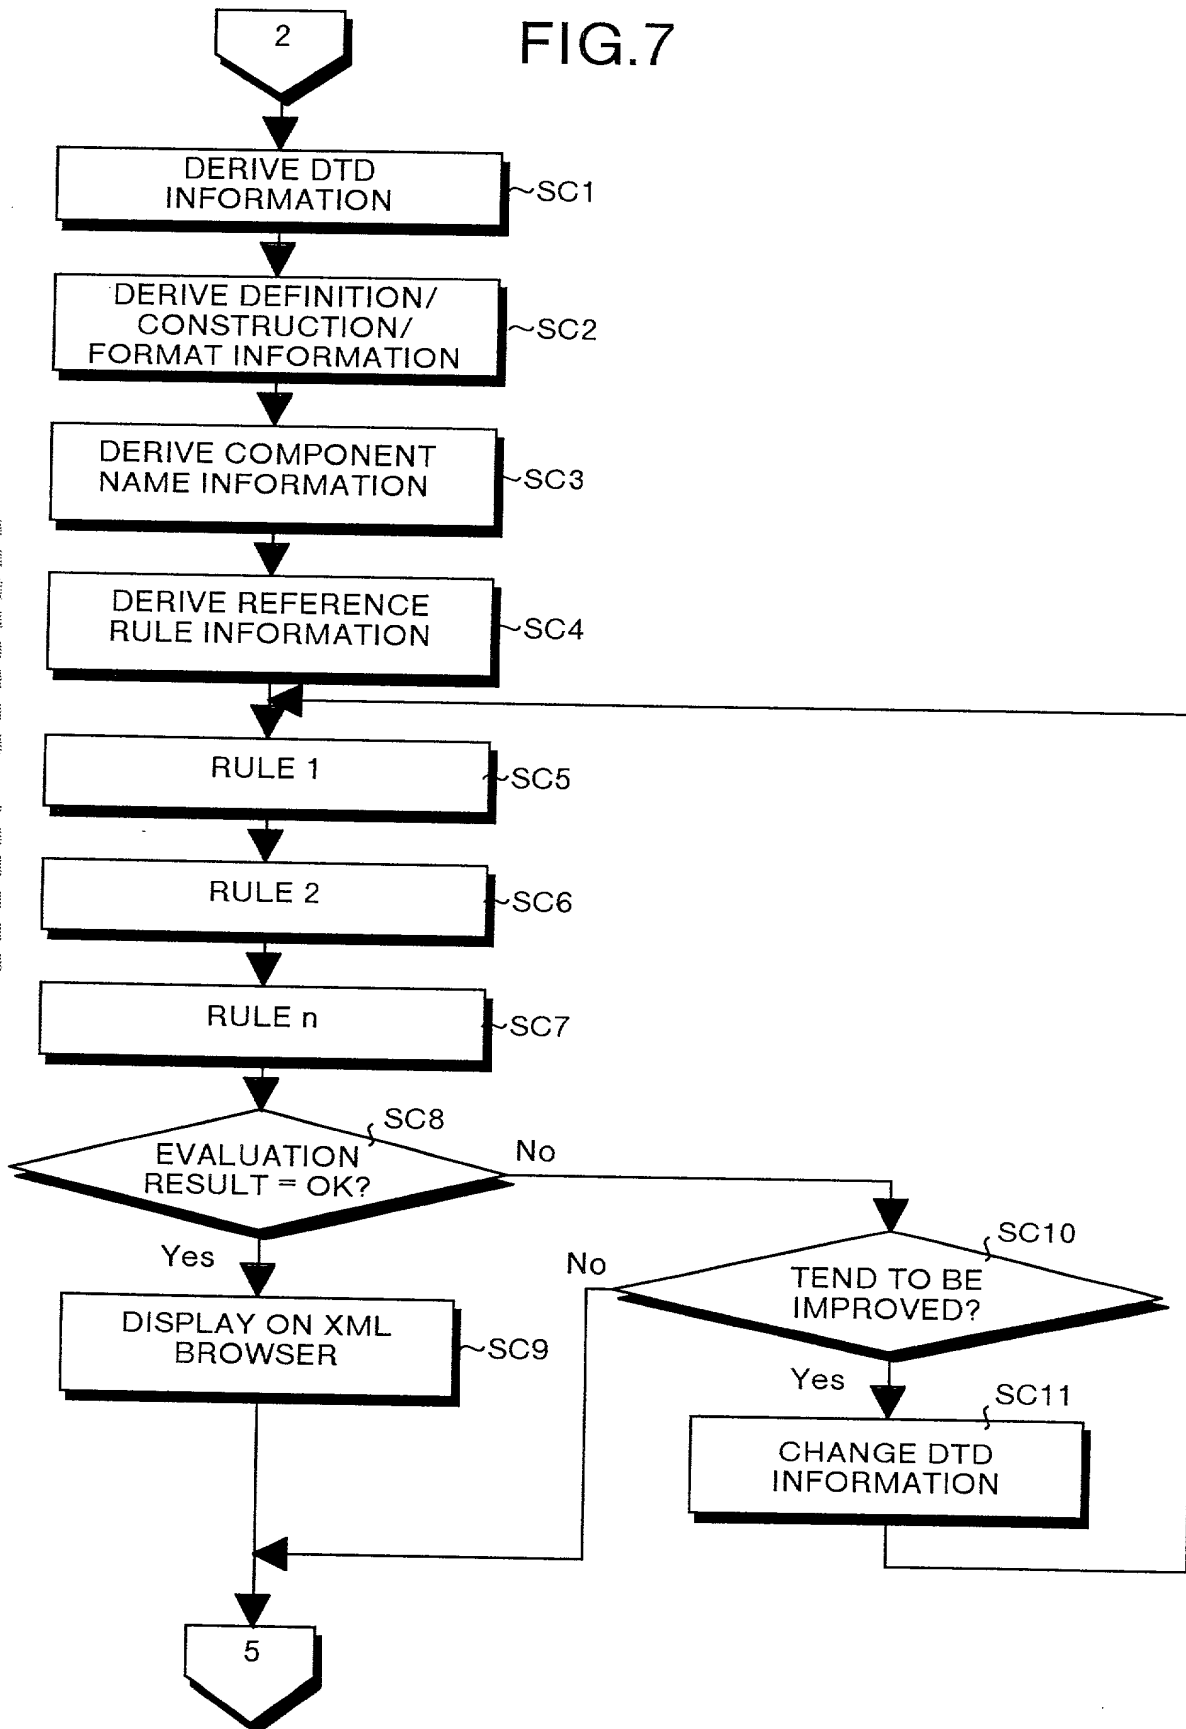 FIG.7
2
DERIVE DTD
INFORMATION
SC1
DERIVE DEFINITION/
CONSTRUCTION/
FORMAT INFORMATION
SC2
DERIVE COMPONENT
NAME INFORMATION
SC3
DERIVE REFERENCE
RULE INFORMATION
SC4
RULE 1
SC5
RULE 2
SC6
RULE n
SC7
SC8
EVALUATION
RESULT = OK?
No
Yes
SC10
TEND TO BE
IMPROVED?
No
Yes
DISPLAY ON XML
BROWSER
SC9
SC11
CHANGE DTD
INFORMATION
5